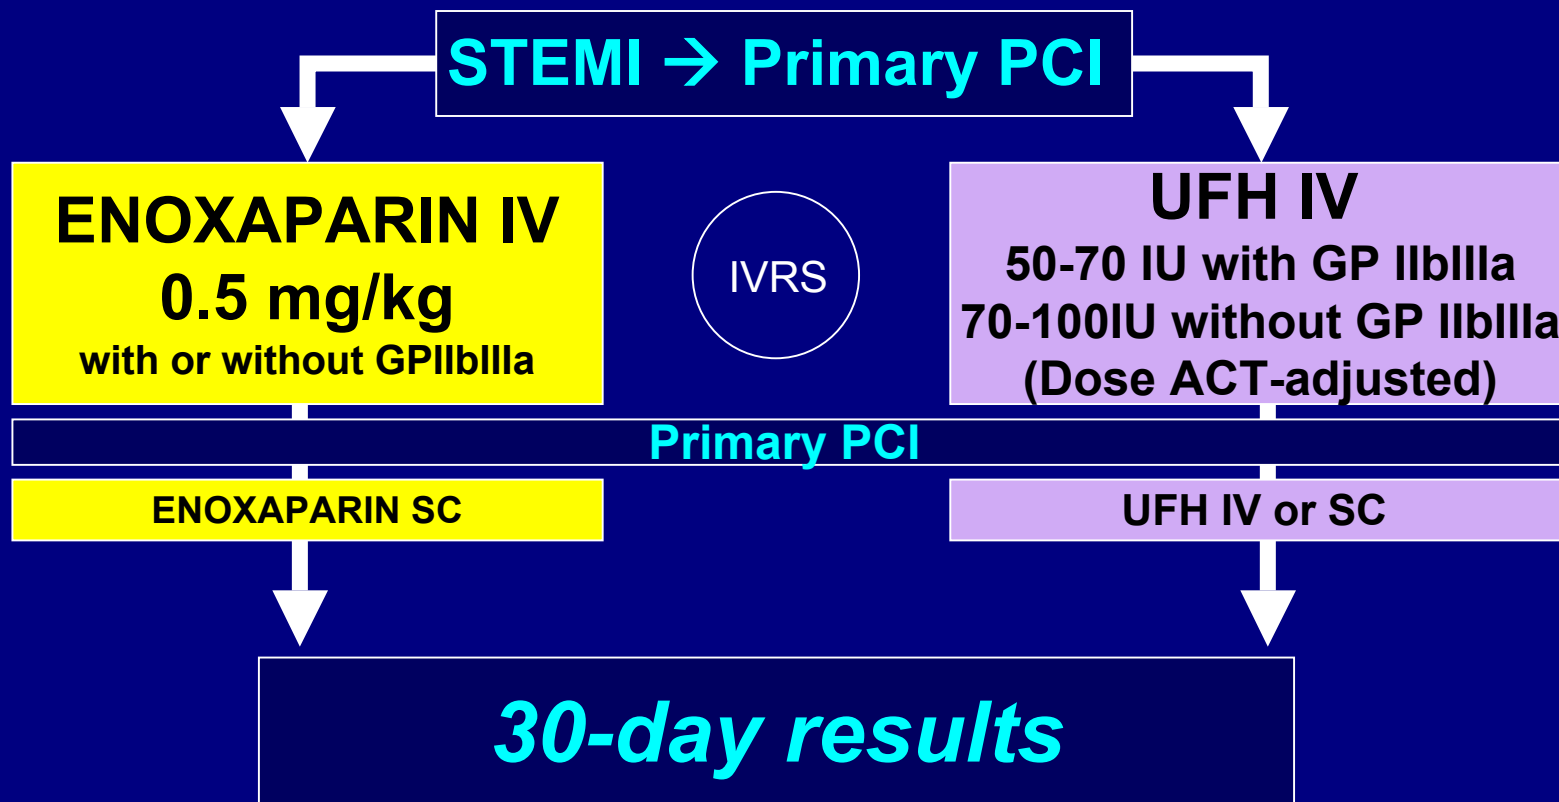 STEMI → Primary PCI
ENOXAPARIN IV
0.5 mg/kg
with or without GPIIbIIIa
IVRS
UFH IV
50-70 IU with GP IIbIIIa
70-100IU without GP IIbIIIa
(Dose ACT-adjusted)
Primary PCI
ENOXAPARIN SC
UFH IV or SC
30-day results